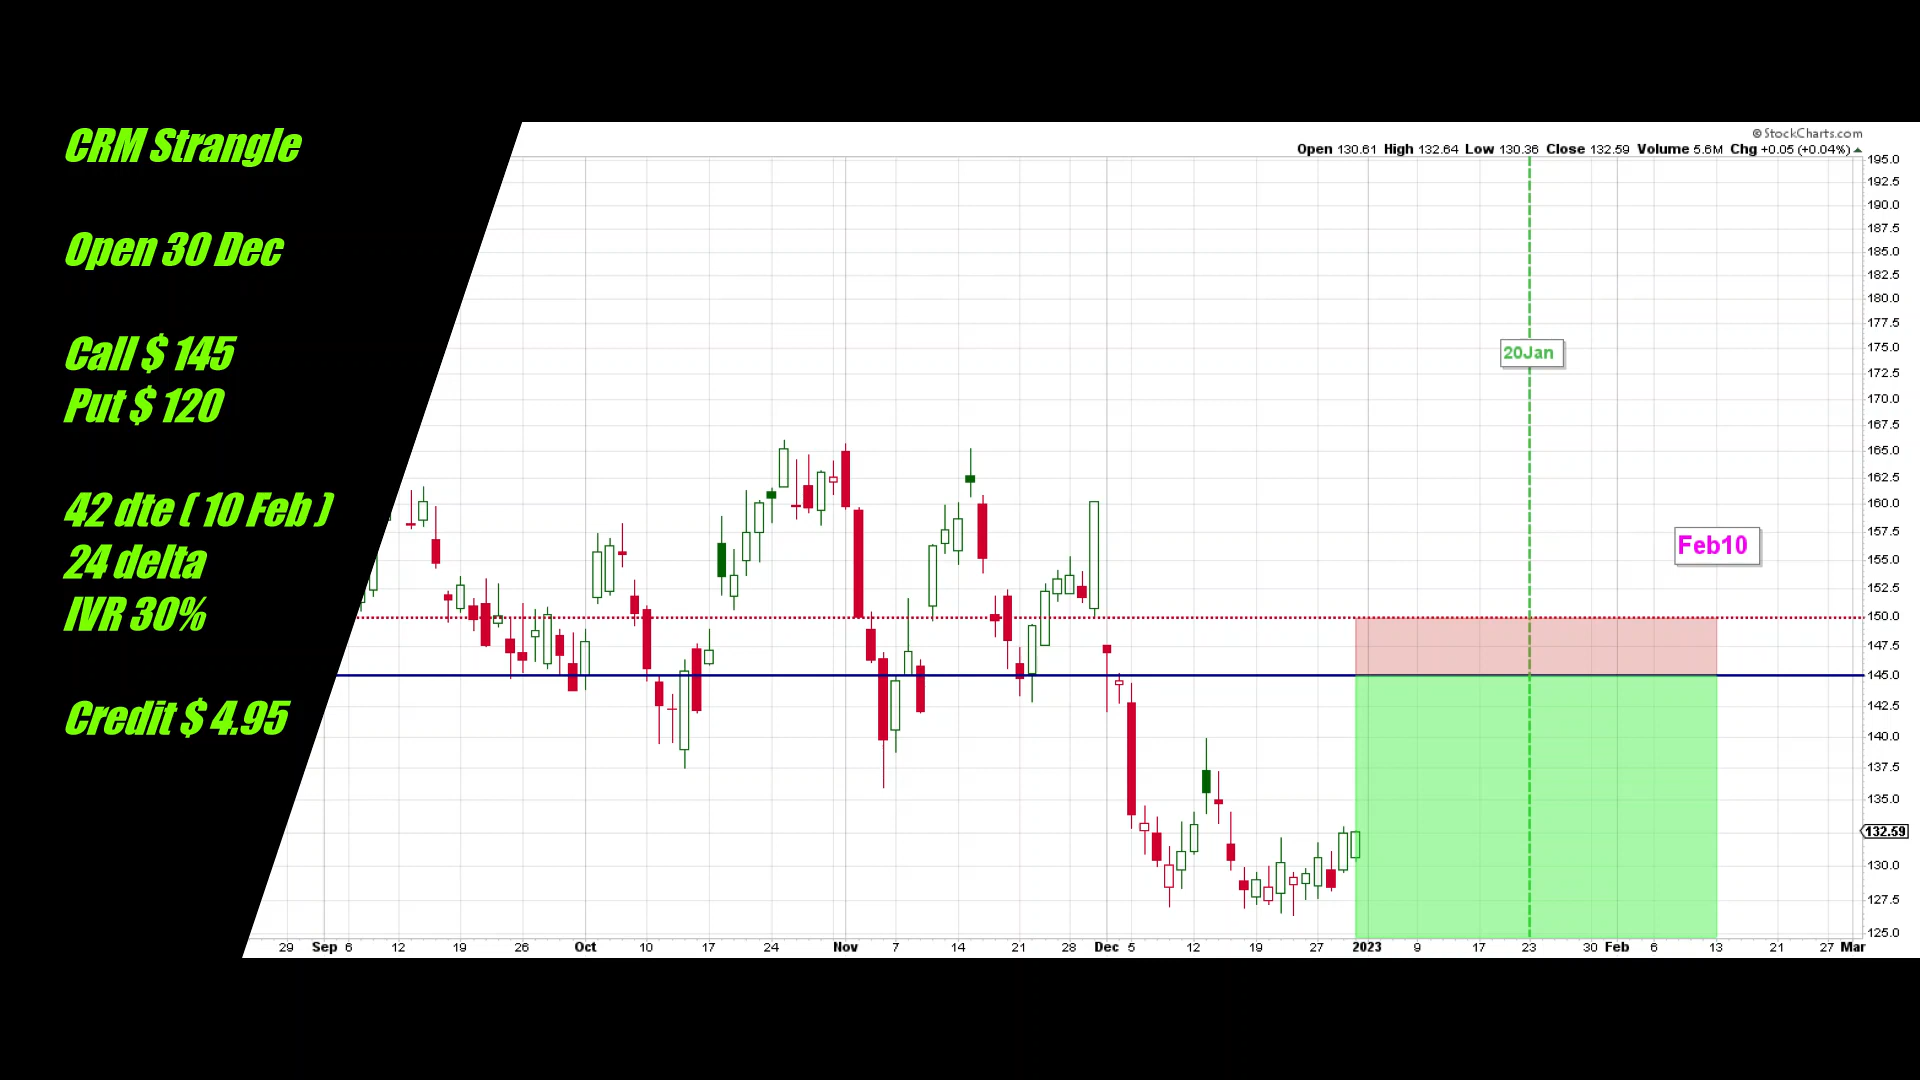 CRM Strangle
Open 30 Dec
Call $ 145
Put $ 120
42 dte ( 10 Feb )
24 delta
IVR 30%
Credit $ 4.95
© StockCharts.com
Open 130.61 High 132.64 Low 130.36 Close 132.59 Volume 5.6M Chg +0.05 (+0.04%)
195.0
192.5
190.0
187.5
185.0
182.5
180.0
177.5
175.0
172.5
170.0
167.5
165.0
162.5
160.0
157.5
155.0
152.5
150.0
147.5
145.0
142.5
140.0
137.5
135.0
132.59
130.0
127.5
125.0
20Jan
Feb10
29 Sep 6 12 19 26 Oct 10 17 24 Nov 7 14 21 28 Dec 5 12 19 27 2023 9 17 23 30 Feb 6 13 21 27 Mar